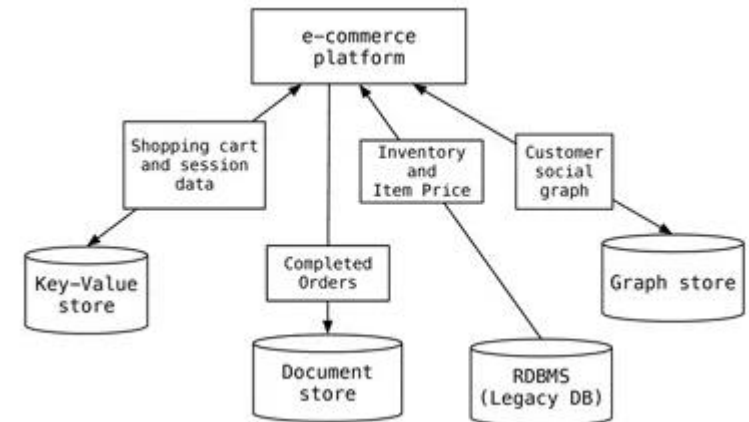 e-commerce
platform
Shopping cart
and session
data
Inventory
and
Item Price
Customer
social
graph
Key-Value
store
Completed
Orders
Graph store
Document
store
RDBMS
(Legacy DB)